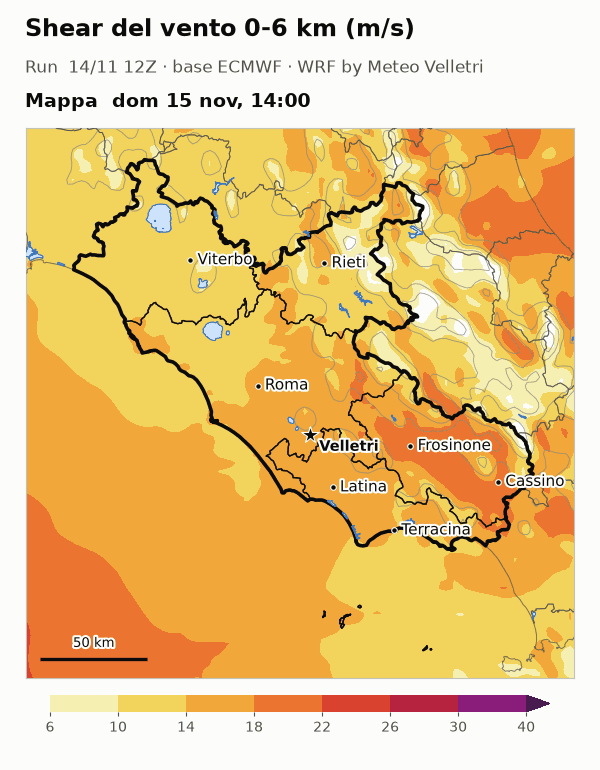 Shear del vento 0-6 km (m/s)
Run  14/11 12Z · base ECMWF · WRF by Meteo Velletri
Mappa  dom 15 nov, 14:00
Viterbo
Rieti
Roma
Velletri
Frosinone
Latina
Cassino
Terracina
50 km
6 10 14 18 22 26 30 40